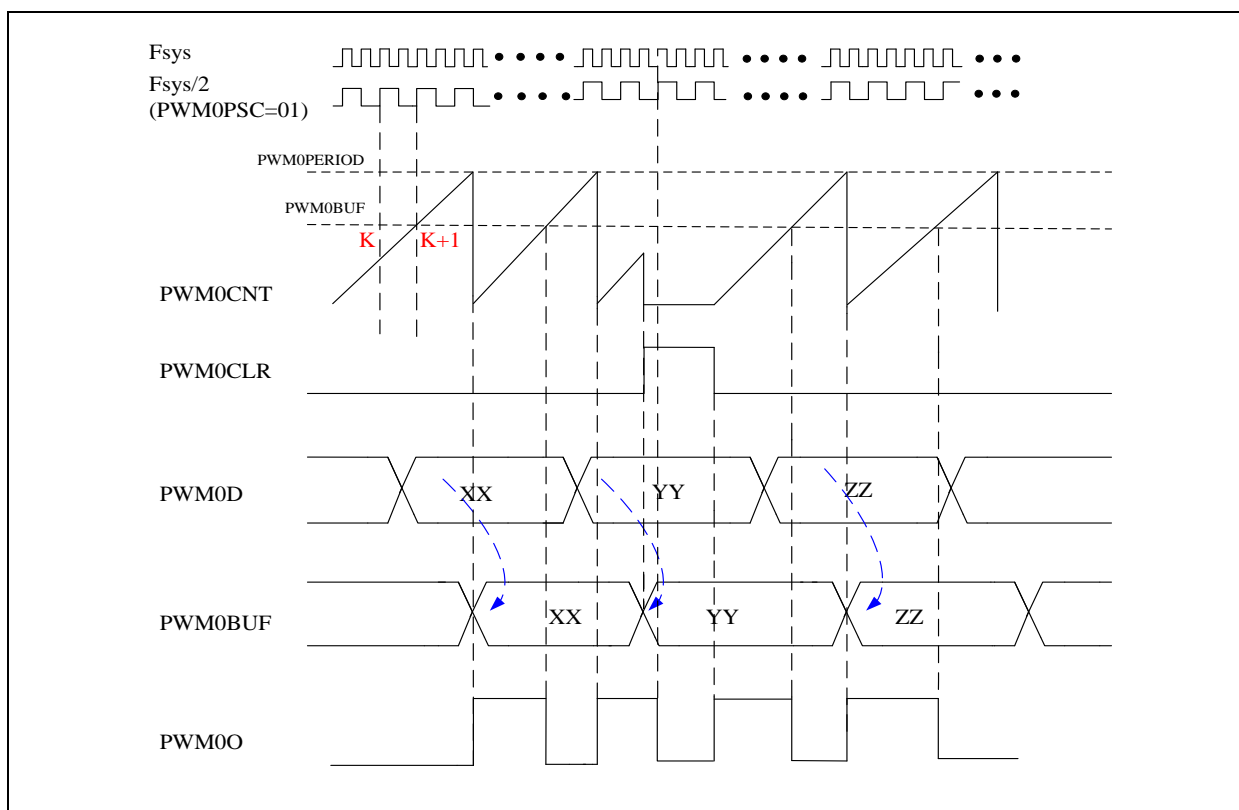 Fsys
Fsys/2
(PWM0PSC=01)
PWM0PERIOD
PWM0BUF
K K+1
PWM0CNT
PWM0CLR
PWM0D XX YY ZZ
PWM0BUF XX YY ZZ
PWM0O